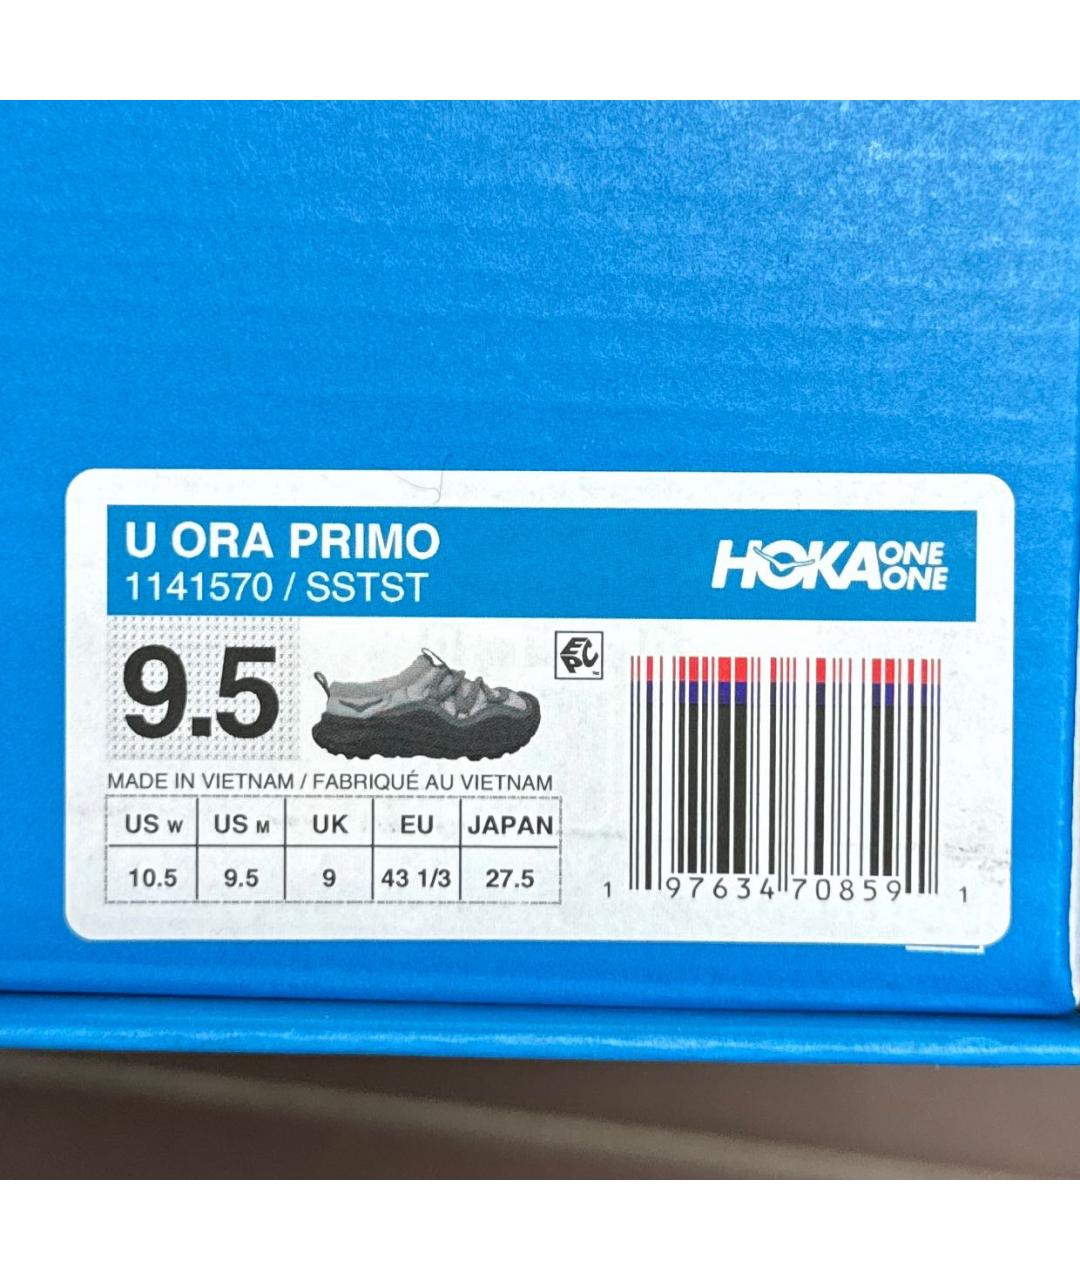 U ORA PRIMO
1141570 / SSTST
HOKA ONE ONE
9.5
EPC
MADE IN VIETNAM / FABRIQUÉ AU VIETNAM
US W US M UK EU JAPAN
10.5 9.5 9 43 1/3 27.5
1 97634 70859 1